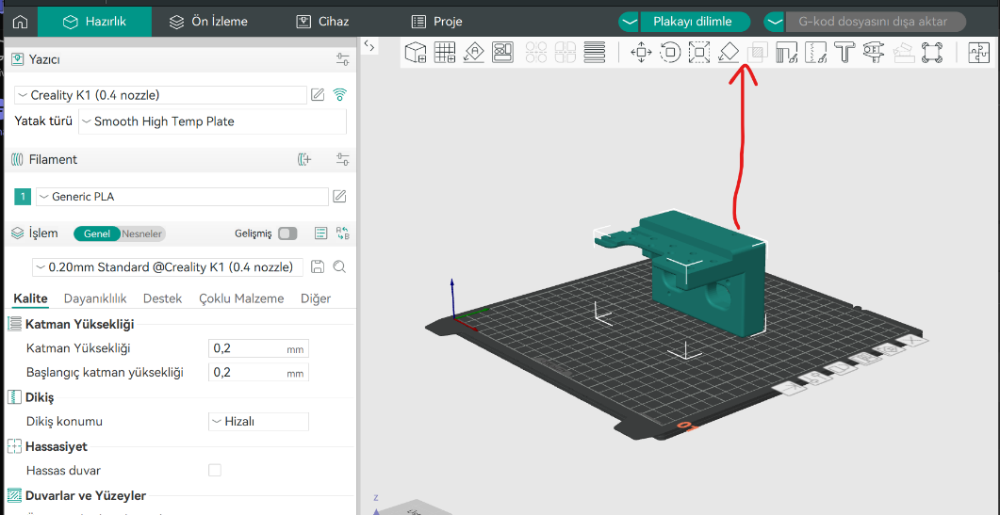 Hazırlık
Ön İzleme
Cihaz
Proje
Plakayı dilimle
G-kod dosyasını dışa aktar
Yazıcı
Creality K1 (0.4 nozzle)
Yatak türü
Smooth High Temp Plate
Filament
1
Generic PLA
İşlem
Genel
Nesneler
Gelişmiş
0.20mm Standard @Creality K1 (0.4 nozzle)
Kalite
Dayanıklılık
Destek
Çoklu Malzeme
Diğer
Katman Yüksekliği
Katman Yüksekliği
0,2 mm
Başlangıç katman yüksekliği
0,2 mm
Dikiş
Dikiş konumu
Hizalı
Hassasiyet
Hassas duvar
Duvarlar ve Yüzeyler
z